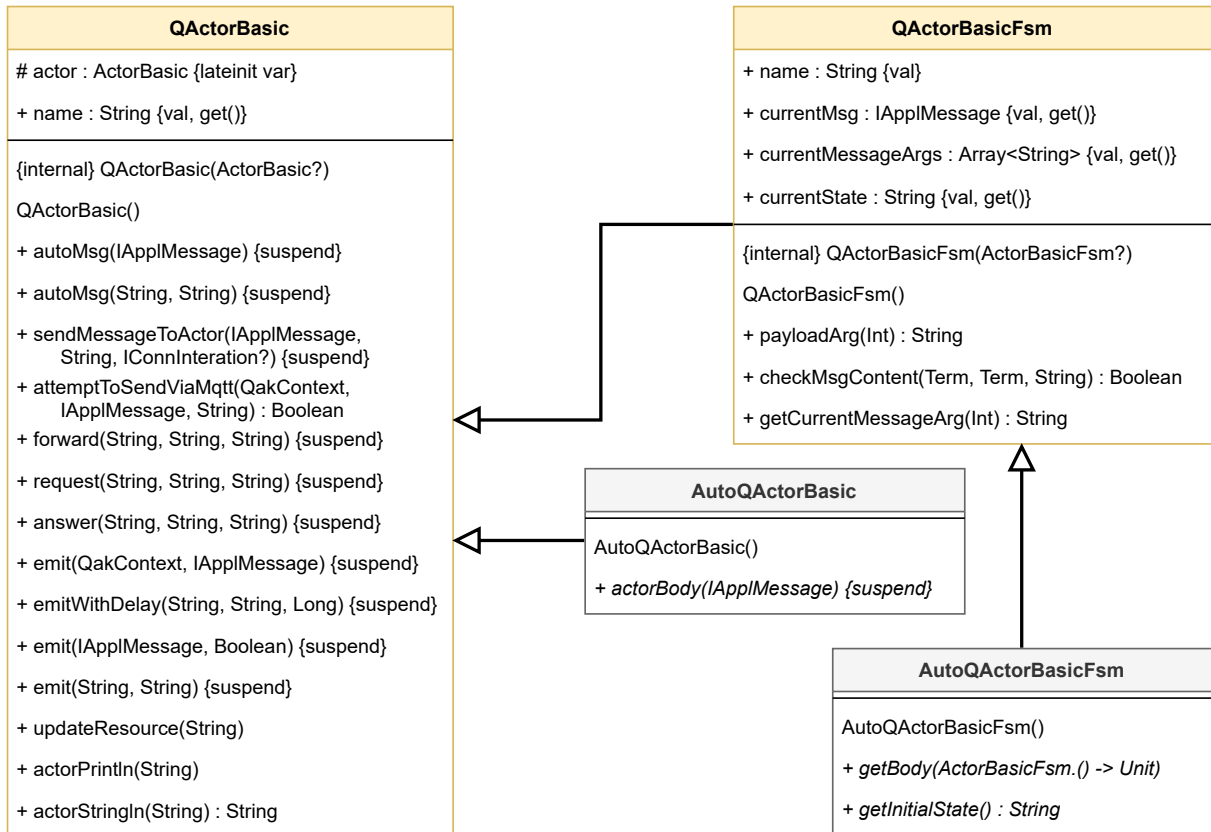 QActorBasic
# actor : ActorBasic {lateinit var}
+ name : String {val, get()}
{internal} QActorBasic(ActorBasic?)
QActorBasic()
+ autoMsg(IApplMessage) {suspend}
+ autoMsg(String, String) {suspend}
+ sendMessageToActor(IApplMessage,
String, IConnInteration?) {suspend}
+ attemptToSendViaMqtt(QakContext,
IApplMessage, String) : Boolean
+ forward(String, String, String) {suspend}
+ request(String, String, String) {suspend}
+ answer(String, String, String) {suspend}
+ emit(QakContext, IApplMessage) {suspend}
+ emitWithDelay(String, String, Long) {suspend}
+ emit(IApplMessage, Boolean) {suspend}
+ emit(String, String) {suspend}
+ updateResource(String)
+ actorPrintln(String)
+ actorStringln(String) : String
QActorBasicFsm
+ name : String {val}
+ currentMsg : IApplMessage {val, get()}
+ currentMessageArgs : Array<String> {val, get()}
+ currentState : String {val, get()}
{internal} QActorBasicFsm(ActorBasicFsm?)
QActorBasicFsm()
+ payloadArg(Int) : String
+ checkMsgContent(Term, Term, String) : Boolean
+ getCurrentMessageArg(Int) : String
AutoQActorBasic
AutoQActorBasic()
+ actorBody(IApplMessage) {suspend}
AutoQActorBasicFsm
AutoQActorBasicFsm()
+ getBody(ActorBasicFsm.() -> Unit)
+ getInitialState() : String